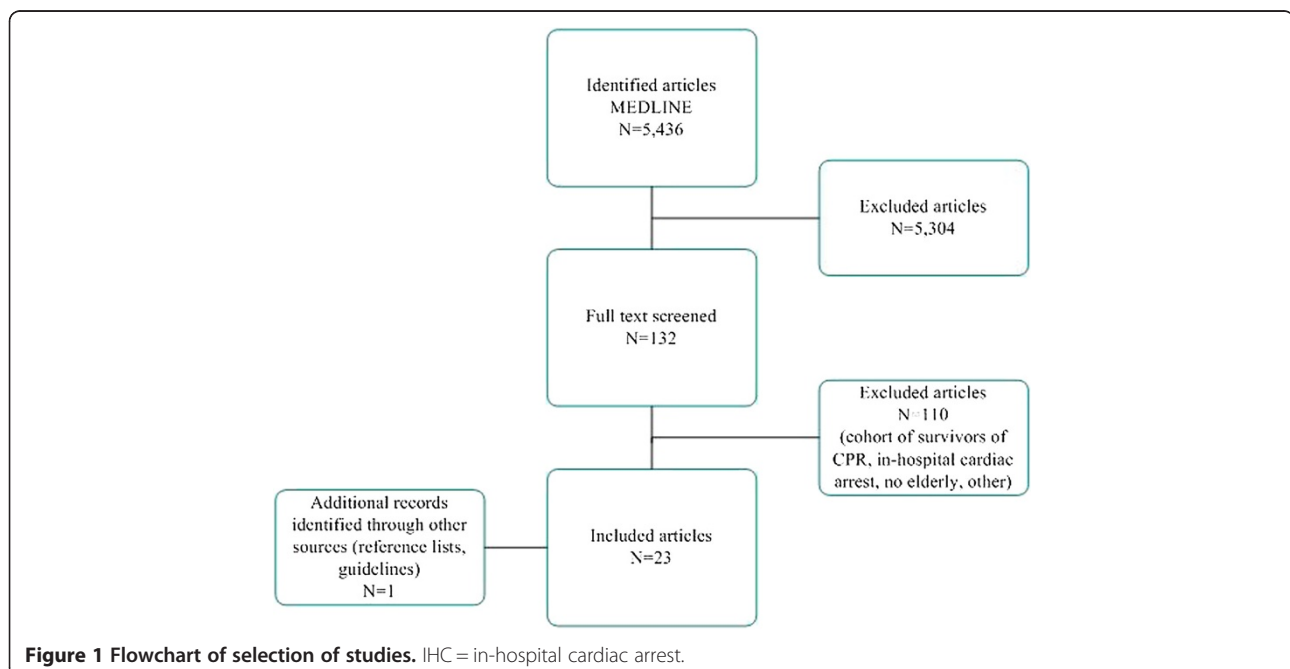 Identified articles
MEDLINE
N=5,436
Excluded articles
N=5,304
Full text screened
N=132
Excluded articles
N=110
(cohort of survivors of
CPR, in-hospital cardiac
arrest, no elderly, other)
Additional records
identified through other
sources (reference lists,
guidelines)
N=1
Included articles
N=23
Figure 1 Flowchart of selection of studies. IHC = in-hospital cardiac arrest.